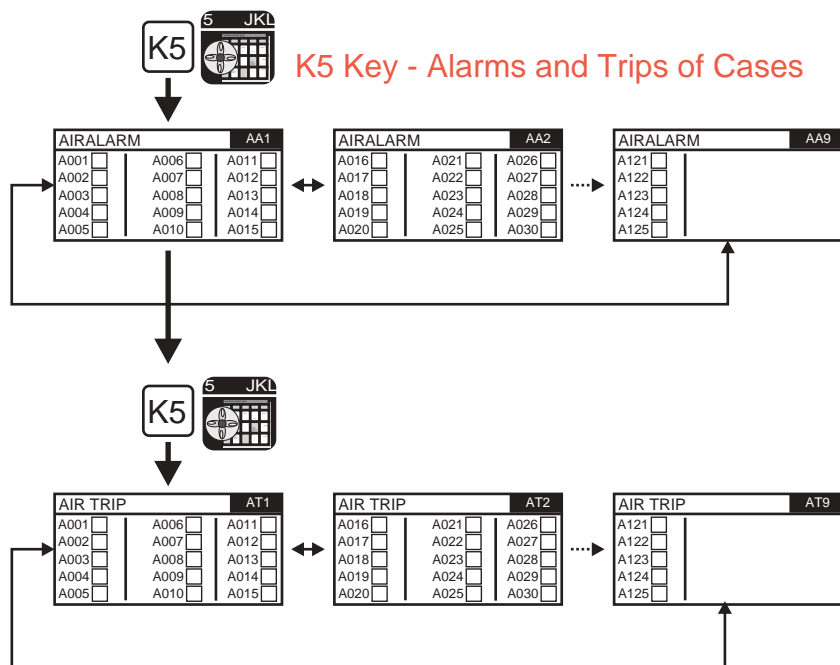 5 JKL
K5
K5 Key - Alarms and Trips of Cases
AIRALARM AA1
A001 A006 A011
A002 A007 A012
A003 A008 A013
A004 A009 A014
A005 A010 A015
AIRALARM AA2
A016 A021 A026
A017 A022 A027
A018 A023 A028
A019 A024 A029
A020 A025 A030
AIRALARM AA9
A121
A122
A123
A124
A125
5 JKL
K5
AIR TRIP AT1
A001 A006 A011
A002 A007 A012
A003 A008 A013
A004 A009 A014
A005 A010 A015
AIR TRIP AT2
A016 A021 A026
A017 A022 A027
A018 A023 A028
A019 A024 A029
A020 A025 A030
AIR TRIP AT9
A121
A122
A123
A124
A125